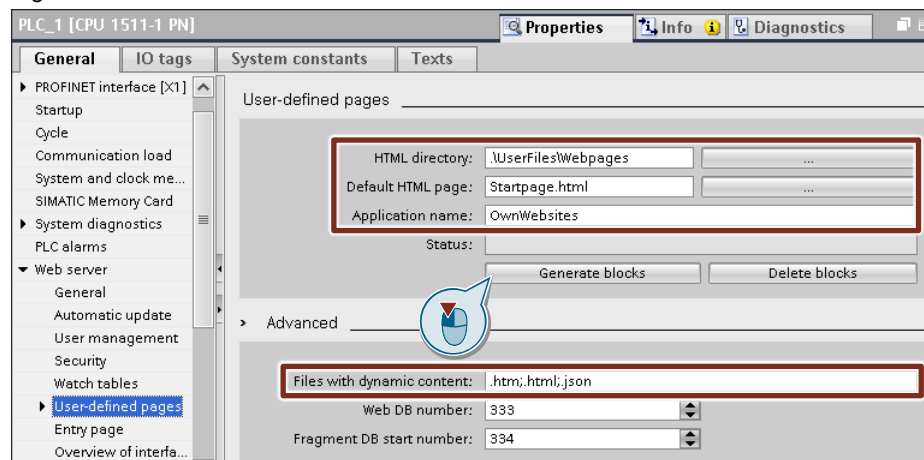 PLC_1 [CPU 1511-1 PN]
Properties
Info
Diagnostics
General
IO tags
System constants
Texts
PROFINET interface [X1]
Startup
Cycle
Communication load
System and clock me...
SIMATIC Memory Card
System diagnostics
PLC alarms
Web server
General
Automatic update
User management
Security
Watch tables
User-defined pages
Entry page
Overview of interfa...
User-defined pages
HTML directory: .\UserFiles\Webpages ...
Default HTML page: Startpage.html ...
Application name: OwnWebsites
Status:
Generate blocks Delete blocks
Advanced
Files with dynamic content: .htm;.html;.json
Web DB number: 333
Fragment DB start number: 334